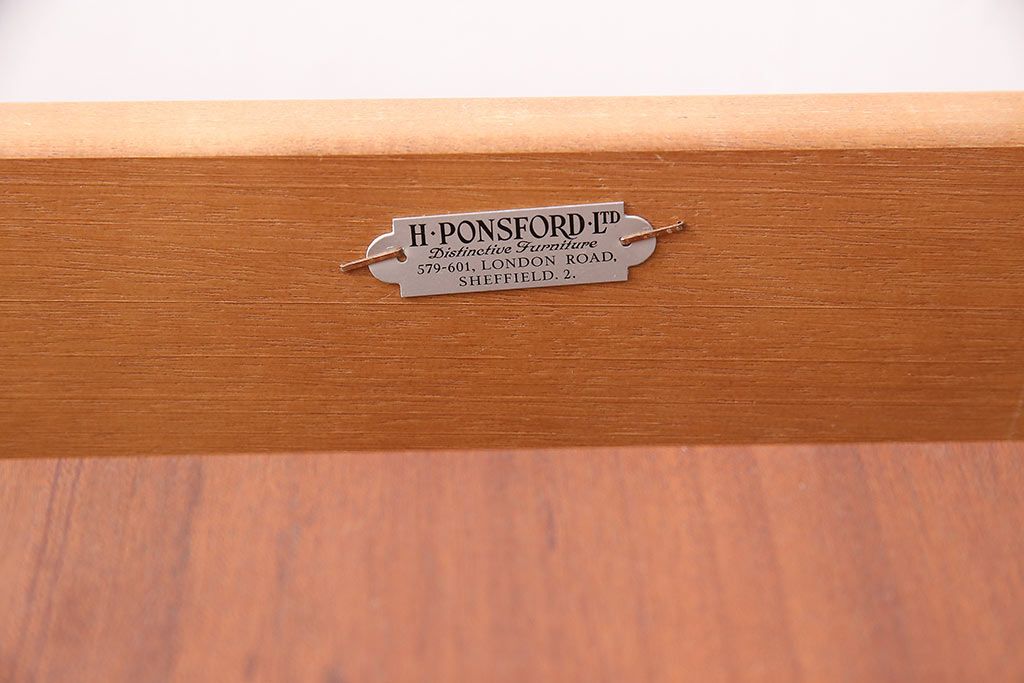 H·PONSFORD·LTD
Distinctive Furniture
579-601, LONDON ROAD,
SHEFFIELD. 2.